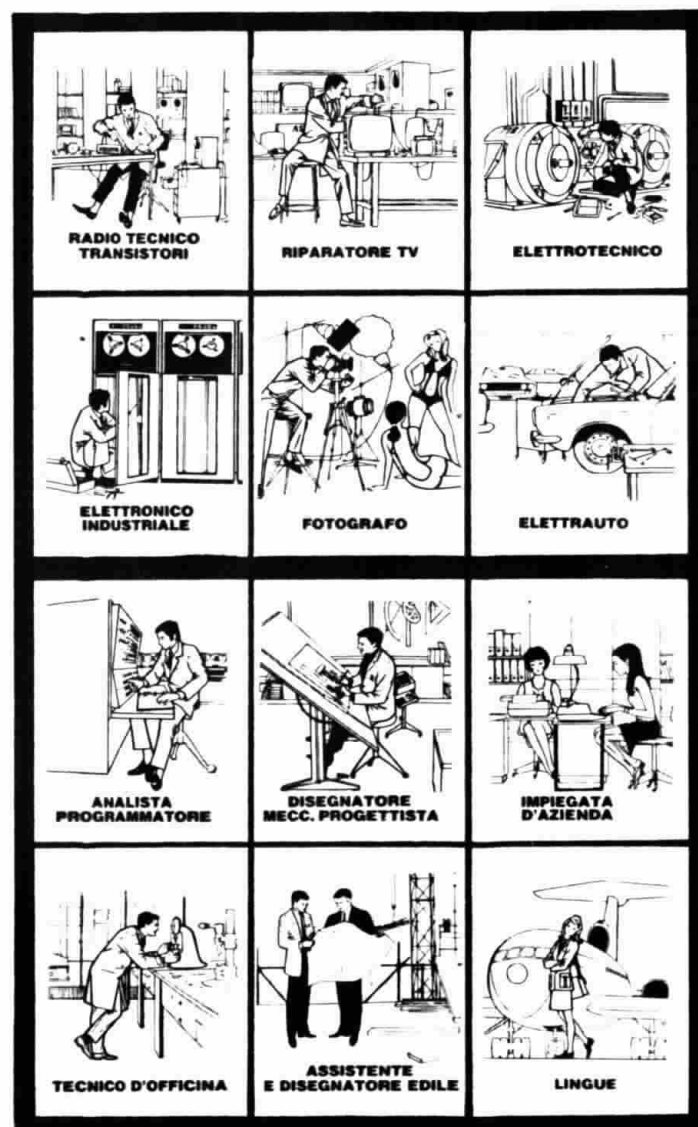 RADIO TECNICO
TRANSISTORI
RIPARATORE TV
ELETTROTECNICO
ELETTRONICO
INDUSTRIALE
FOTOGRAFO
ELETTRAUTO
ANALISTA
PROGRAMMATORE
DISEGNATORE
MECC. PROGETTISTA
IMPIEGATA
D'AZIENDA
TECNICO D'OFFICINA
ASSISTENTE
E DISEGNATORE EDILE
LINGUE